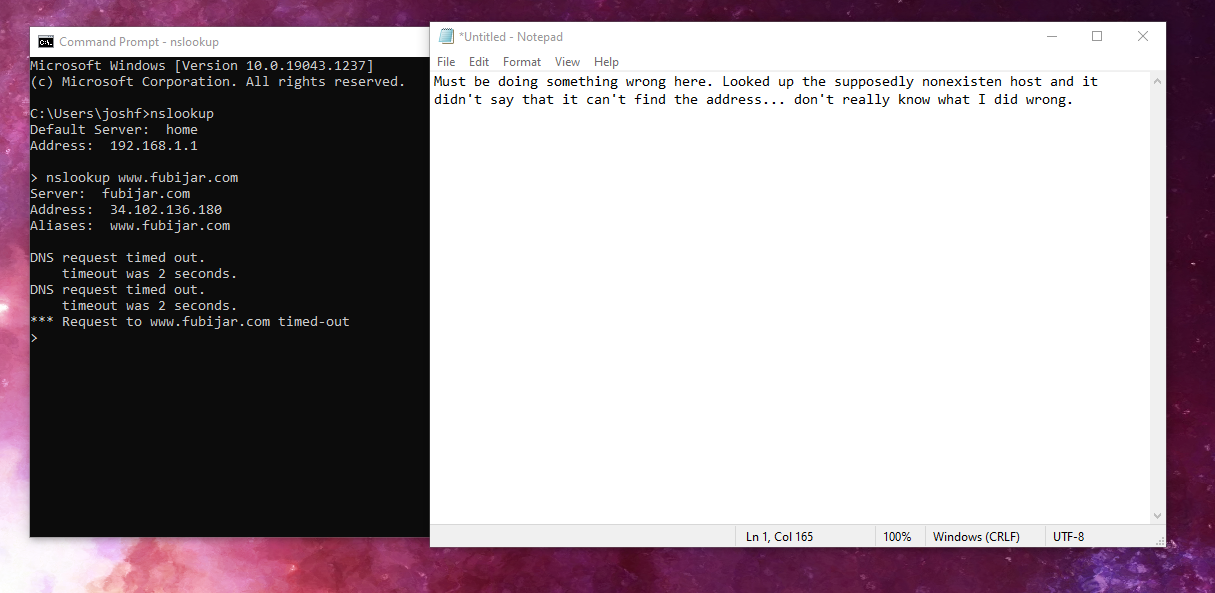 Command Prompt - nslookup
Microsoft Windows [Version 10.0.19043.1237]
(c) Microsoft Corporation. All rights reserved.
C:\Users\joshf>nslookup
Default Server:  home
Address:  192.168.1.1
> nslookup www.fubijar.com
Server:  fubijar.com
Address:  34.102.136.180
Aliases:  www.fubijar.com
DNS request timed out.
    timeout was 2 seconds.
DNS request timed out.
    timeout was 2 seconds.
*** Request to www.fubijar.com timed-out
>
*Untitled - Notepad
File Edit Format View Help
Must be doing something wrong here. Looked up the supposedly nonexisten host and it
didn't say that it can't find the address... don't really know what I did wrong.
Ln 1, Col 165 100% Windows (CRLF) UTF-8